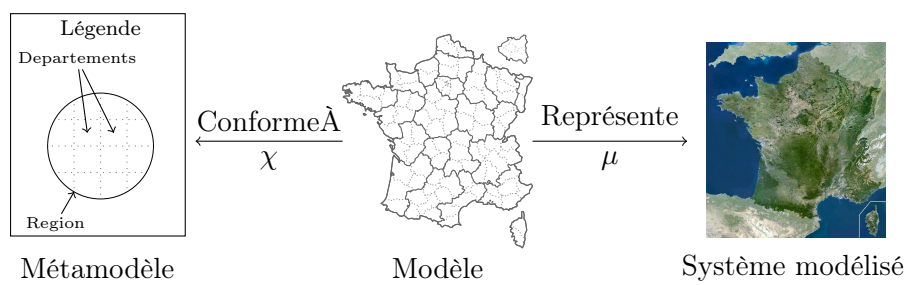 Légende
Departements
Region
Métamodèle
ConformeÀ
χ
Modèle
Représente
μ
Système modélisé